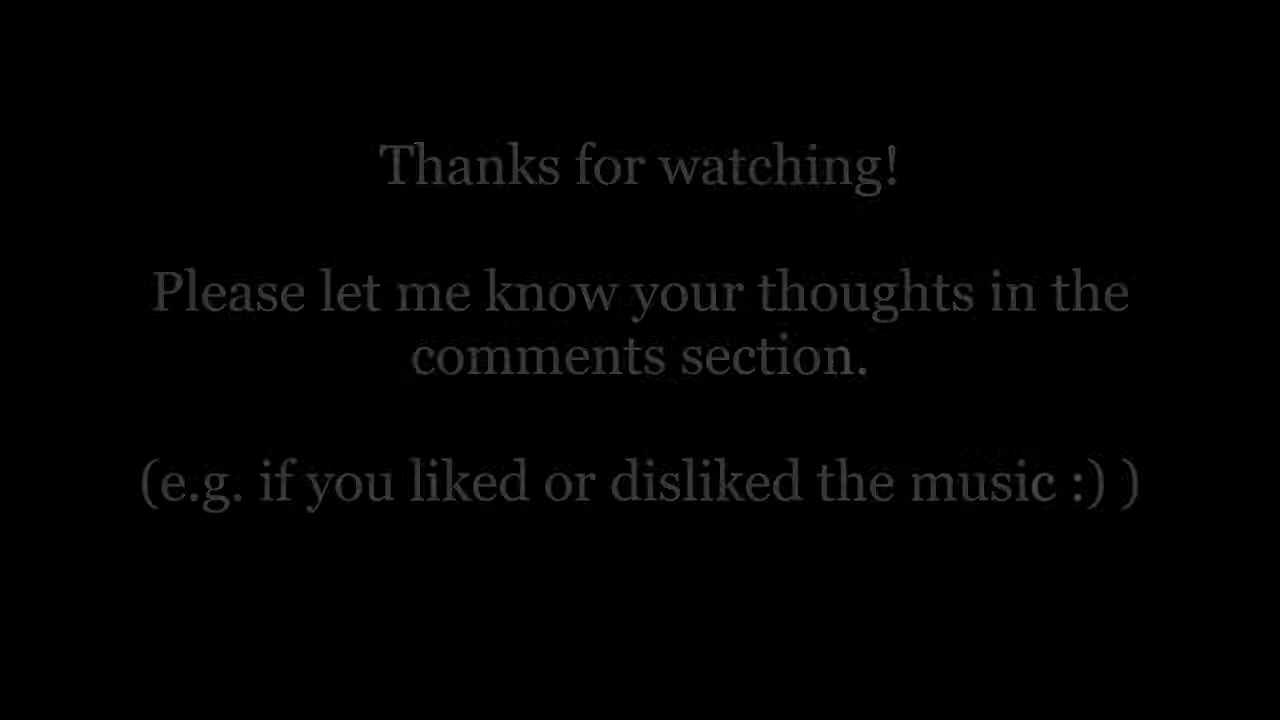 Thanks for watching!
Please let me know your thoughts in the
comments section.
(e.g. if you liked or disliked the music :) )